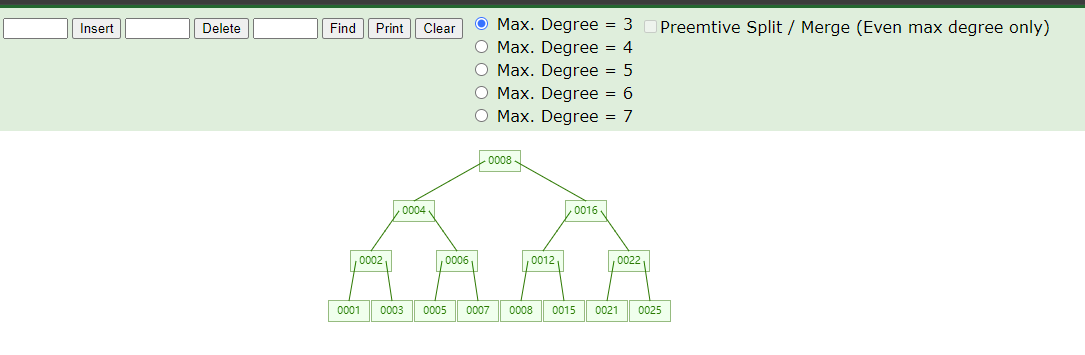 Insert Delete Find Print Clear Max. Degree = 3 Preemtive Split / Merge (Even max degree only)
Max. Degree = 4
Max. Degree = 5
Max. Degree = 6
Max. Degree = 7
0008
0004 0016
0002 0006 0012 0022
0001 0003 0005 0007 0008 0015 0021 0025